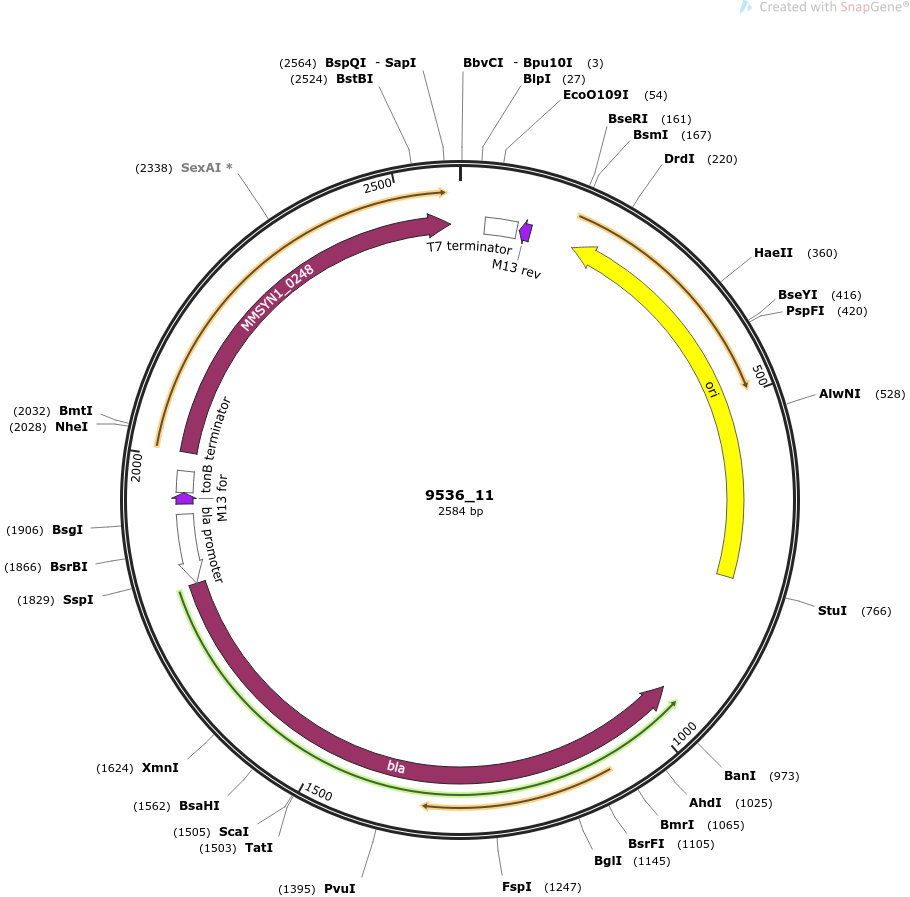 Created with SnapGene®
(2564) BspQI - SapI
BbvCI - Bpu10I (3)
(2524) BstBI
BlpI (27)
EcoO109I (54)
BseRI (161)
BsmI (167)
DrdI (220)
(2338) SexAI *
2500
T7 terminator
M13 rev
HaeII (360)
MMSYN1_0248
BseYI (416)
PspFI (420)
500
ori
AlwNI (528)
(2032) BmtI
(2028) NheI
2000
tonB terminator
M13 for
bla promoter
9536_11
2584 bp
(1906) BsgI
(1866) BsrBI
(1829) SspI
StuI (766)
1000
(1624) XmnI
bla
BanI (973)
1500
(1562) BsaHI
AhdI (1025)
(1505) ScaI
BmrI (1065)
(1503) TatI
BsrFI (1105)
BglI (1145)
(1395) PvuI
FspI (1247)